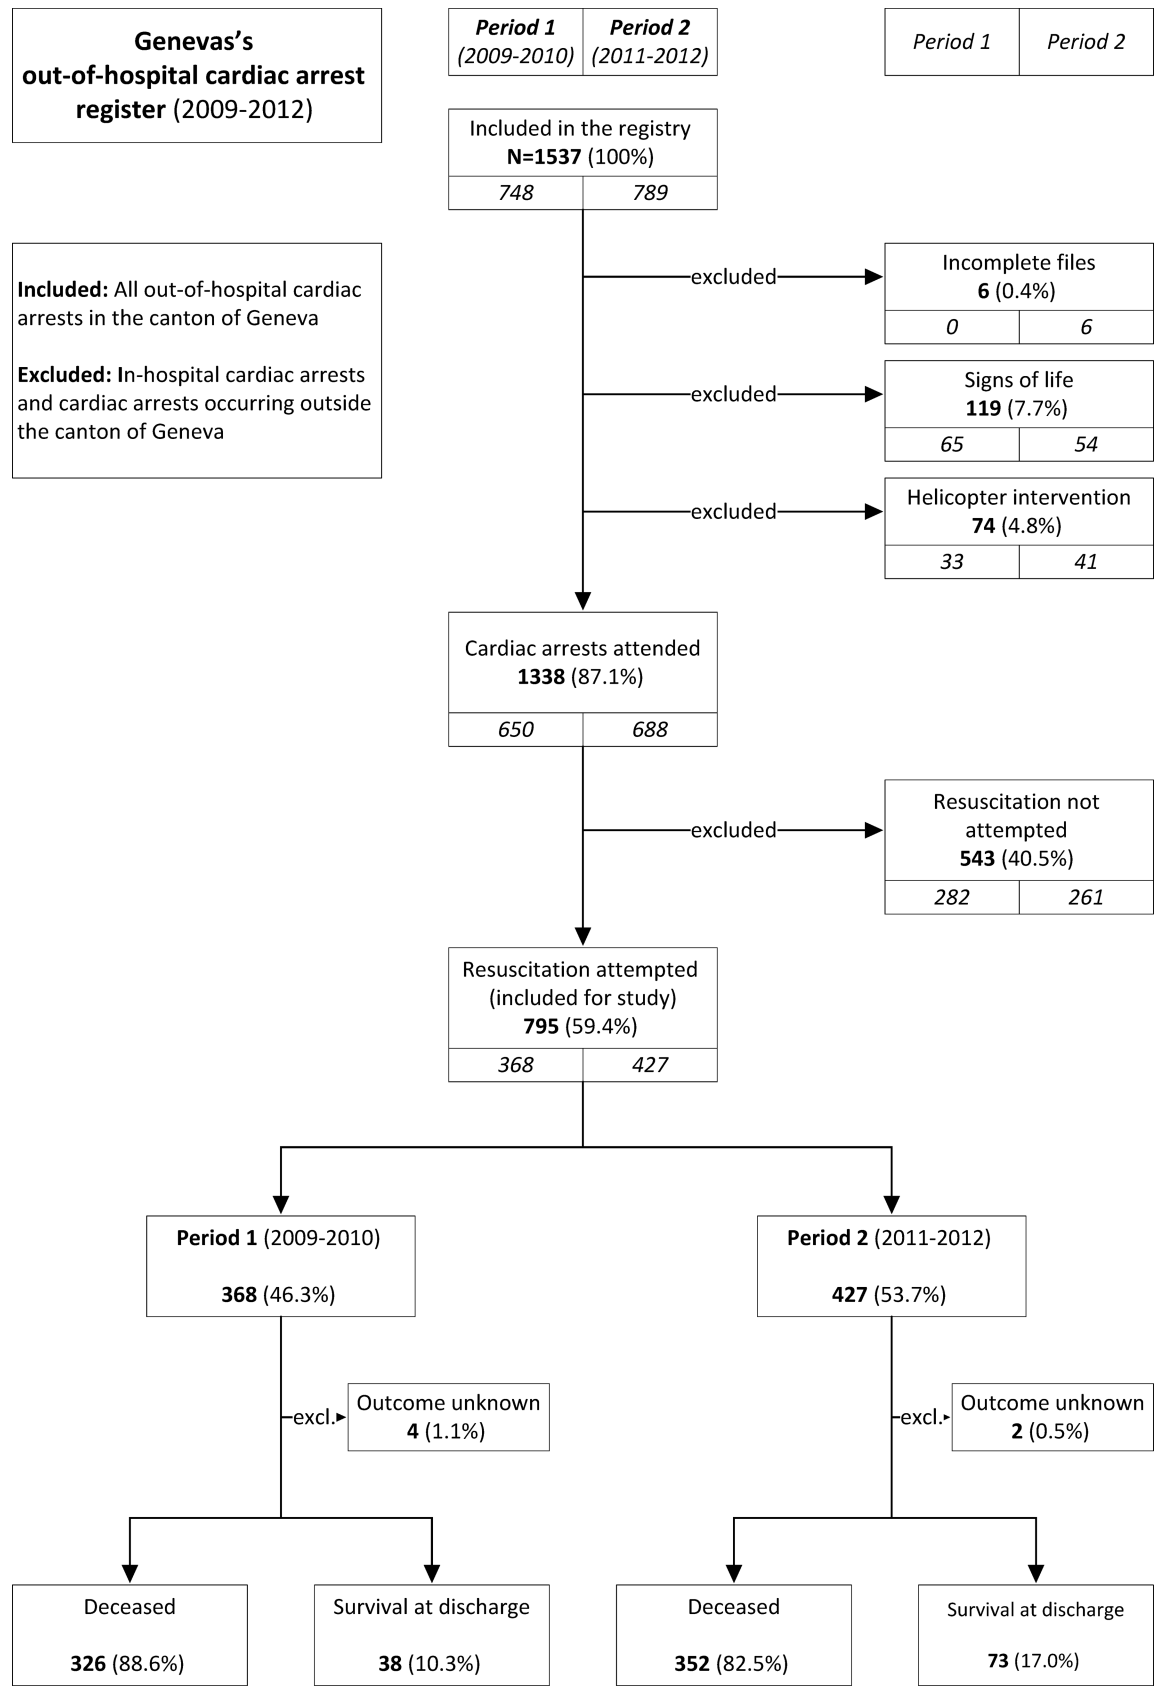 Genevas's
out-of-hospital cardiac arrest
register (2009-2012)
Period 1
(2009-2010)
Period 2
(2011-2012)
Period 1
Period 2
Included in the registry
N=1537 (100%)
748
789
Included: All out-of-hospital cardiac
arrests in the canton of Geneva
Excluded: In-hospital cardiac arrests
and cardiac arrests occurring outside
the canton of Geneva
excluded
Incomplete files
6 (0.4%)
0
6
excluded
Signs of life
119 (7.7%)
65
54
excluded
Helicopter intervention
74 (4.8%)
33
41
Cardiac arrests attended
1338 (87.1%)
650
688
excluded
Resuscitation not
attempted
543 (40.5%)
282
261
Resuscitation attempted
(included for study)
795 (59.4%)
368
427
Period 1 (2009-2010)
368 (46.3%)
Period 2 (2011-2012)
427 (53.7%)
excl.
Outcome unknown
4 (1.1%)
excl.
Outcome unknown
2 (0.5%)
Deceased
326 (88.6%)
Survival at discharge
38 (10.3%)
Deceased
352 (82.5%)
Survival at discharge
73 (17.0%)